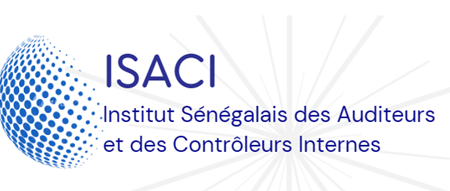 ISACI
Institut Sénégalais des Auditeurs
et des Contrôleurs Internes